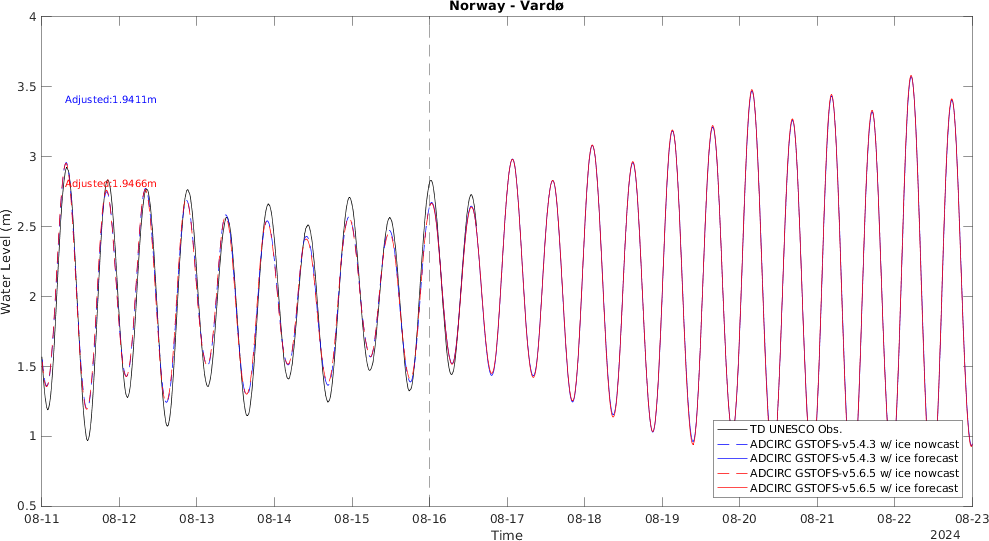 Norway - Vardø
4
3.5
3
2.5
2
1.5
1
0.5
Water Level (m)
Adjusted:1.9411m
Adjusted:1.9466m
TD UNESCO Obs.
ADCIRC GSTOFS-v5.4.3 w/ ice nowcast
ADCIRC GSTOFS-v5.4.3 w/ ice forecast
ADCIRC GSTOFS-v5.6.5 w/ ice nowcast
ADCIRC GSTOFS-v5.6.5 w/ ice forecast
08-11 08-12 08-13 08-14 08-15 08-16 08-17 08-18 08-19 08-20 08-21 08-22 08-23
Time
2024